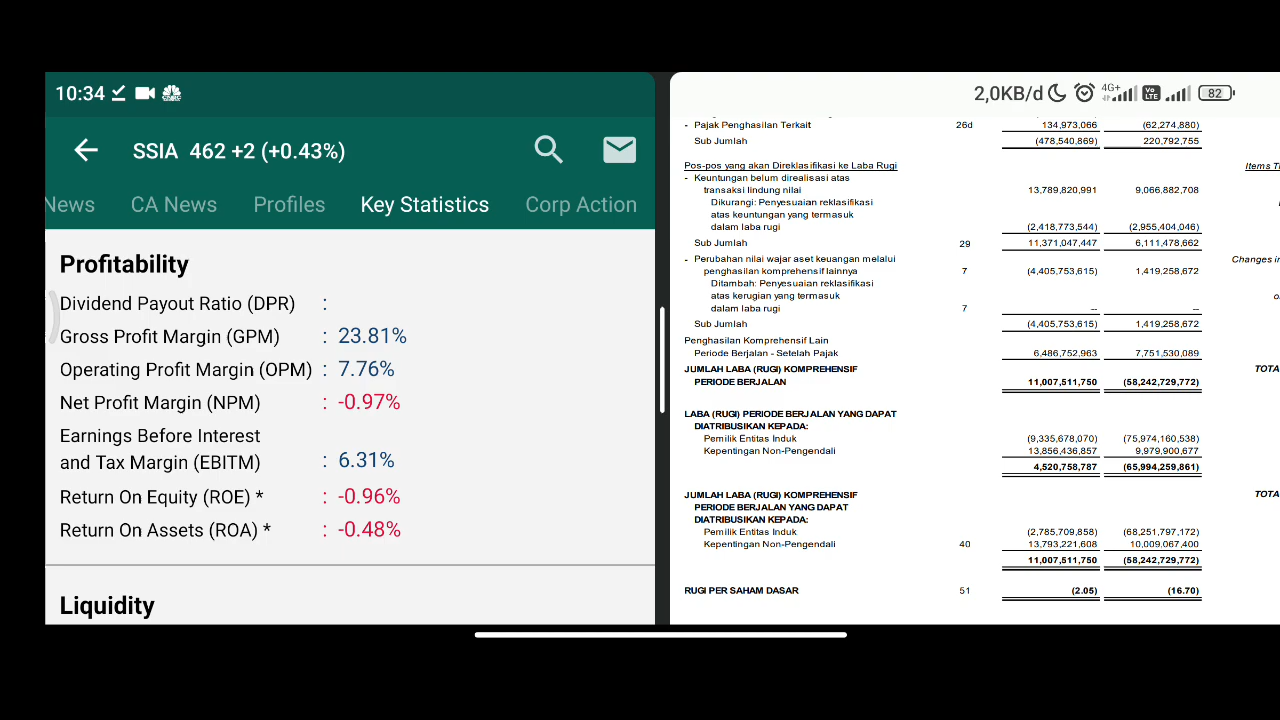 10:34
SSIA 462 +2 (+0.43%)
News CA News Profiles Key Statistics Corp Action
Profitability
Dividend Payout Ratio (DPR) :
Gross Profit Margin (GPM) : 23.81%
Operating Profit Margin (OPM) : 7.76%
Net Profit Margin (NPM) : -0.97%
Earnings Before Interest
and Tax Margin (EBITM) : 6.31%
Return On Equity (ROE) * : -0.96%
Return On Assets (ROA) * : -0.48%
Liquidity
2,0KB/d 4G+ Vo LTE 82
- Pajak Penghasilan Terkait 26d 134,973,066 (62,274,880)
Sub Jumlah (478,540,869) 220,792,755
Pos-pos yang akan Direklasifikasi ke Laba Rugi Items T
- Keuntungan belum direalisasi atas
transaksi lindung nilai 13,789,820,991 9,066,882,708
Dikurangi: Penyesuaian reklasifikasi
atas keuntungan yang termasuk
dalam laba rugi (2,418,773,544) (2,955,404,046)
Sub Jumlah 29 11,371,047,447 6,111,478,662
- Perubahan nilai wajar aset keuangan melalui Changes in
penghasilan komprehensif lainnya 7 (4,405,753,615) 1,419,258,672
Ditambah: Penyesuaian reklasifikasi
atas kerugian yang termasuk
dalam laba rugi 7 -- --
Sub Jumlah (4,405,753,615) 1,419,258,672
Penghasilan Komprehensif Lain
Periode Berjalan - Setelah Pajak 6,486,752,963 7,751,530,089
JUMLAH LABA (RUGI) KOMPREHENSIF TOTA
PERIODE BERJALAN 11,007,511,750 (58,242,729,772)
LABA (RUGI) PERIODE BERJALAN YANG DAPAT
DIATRIBUSIKAN KEPADA:
Pemilik Entitas Induk (9,335,678,070) (75,974,160,538)
Kepentingan Non-Pengendali 13,856,436,857 9,979,900,677
4,520,758,787 (65,994,259,861)
JUMLAH LABA (RUGI) KOMPREHENSIF TOTA
PERIODE BERJALAN YANG DAPAT
DIATRIBUSIKAN KEPADA:
Pemilik Entitas Induk (2,785,709,858) (68,251,797,172)
Kepentingan Non-Pengendali 40 13,793,221,608 10,009,067,400
11,007,511,750 (58,242,729,772)
RUGI PER SAHAM DASAR 51 (2.05) (16.70)